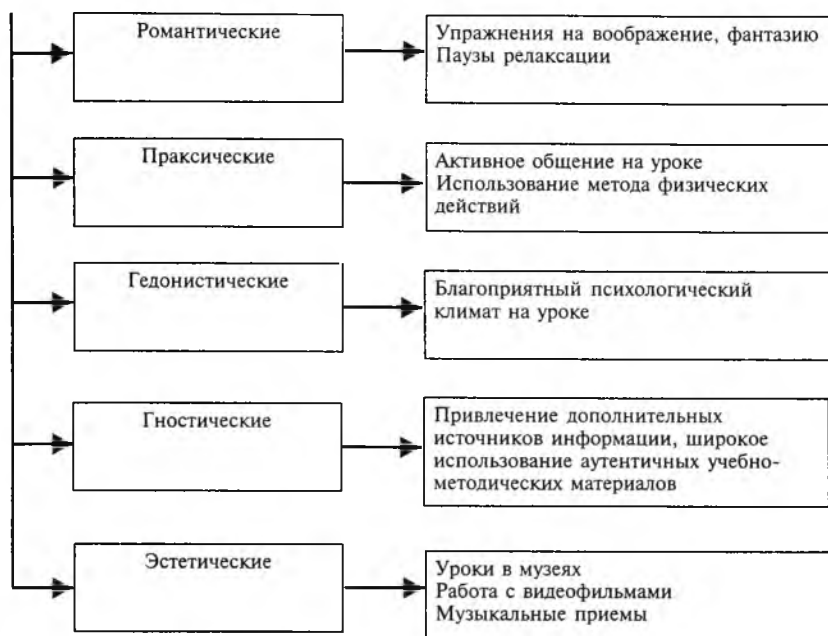 Романтические
Упражнения на воображение, фантазию
Паузы релаксации
Праксические
Активное общение на уроке
Использование метода физических
действий
Гедонистические
Благоприятный психологический
климат на уроке
Гностические
Привлечение дополнительных
источников информации, широкое
использование аутентичных учебно-
методических материалов
Эстетические
Уроки в музеях
Работа с видеофильмами
Музыкальные приемы